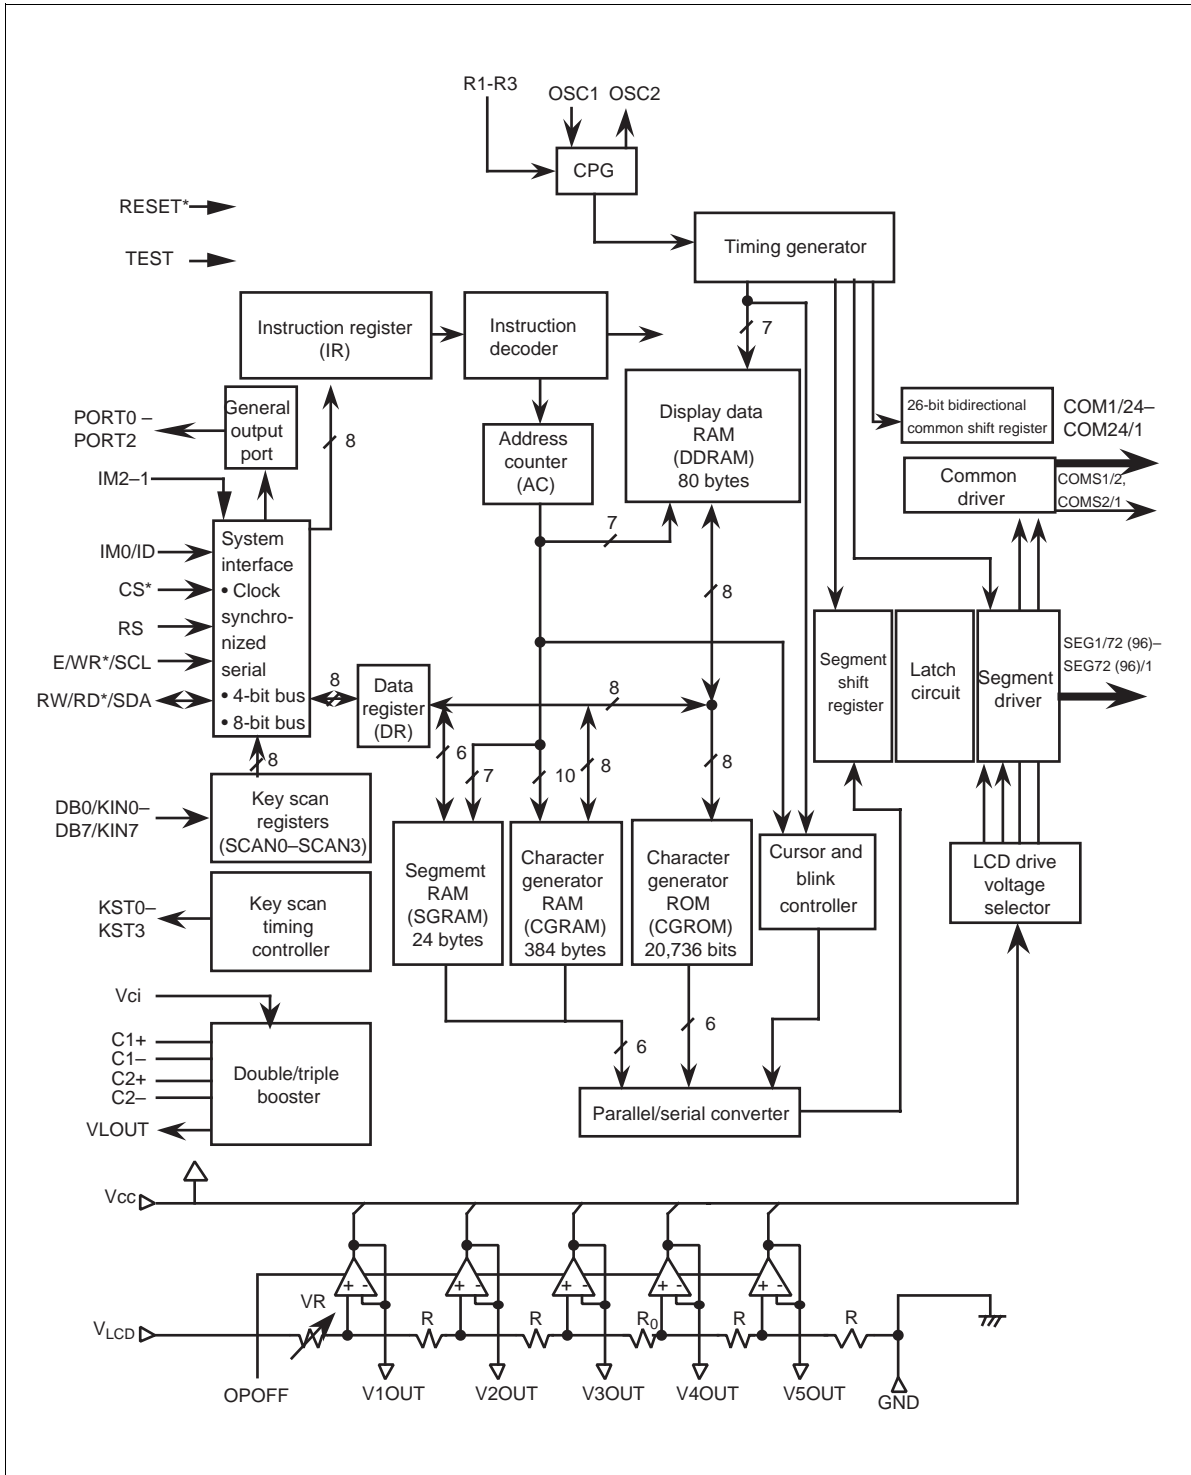 R1-R3
OSC1 OSC2
CPG
RESET*
TEST
Timing generator
7
Instruction register
(IR)
Instruction
decoder
8
General
output
port
PORT0 –
PORT2
Address
counter
(AC)
Display data
RAM
(DDRAM)
80 bytes
26-bit bidirectional
common shift register
COM1/24–
COM24/1
Common
driver
COMS1/2,
COMS2/1
IM2–1
IM0/ID
CS*
RS
E/WR*/SCL
RW/RD*/SDA
System
interface
• Clock
synchro-
nized
serial
• 4-bit bus
• 8-bit bus
7
8
8
Data
register
(DR)
8
Segment
shift
register
Latch
circuit
Segment
driver
SEG1/72 (96)–
SEG72 (96)/1
8
6
7
10
8
8
DB0/KIN0–
DB7/KIN7
Key scan
registers
(SCAN0–SCAN3)
KST0–
KST3
Key scan
timing
controller
Segmemt
RAM
(SGRAM)
24 bytes
Character
generator
RAM
(CGRAM)
384 bytes
Character
generator
ROM
(CGROM)
20,736 bits
Cursor and
blink
controller
LCD drive
voltage
selector
Vci
C1+
C1–
C2+
C2–
VLOUT
Double/triple
booster
6
6
Parallel/serial converter
Vcc
+ -
+ -
+ -
+ -
+ -
VR
VLCD
R
R
R0
R
R
OPOFF
V1OUT
V2OUT
V3OUT
V4OUT
V5OUT
GND